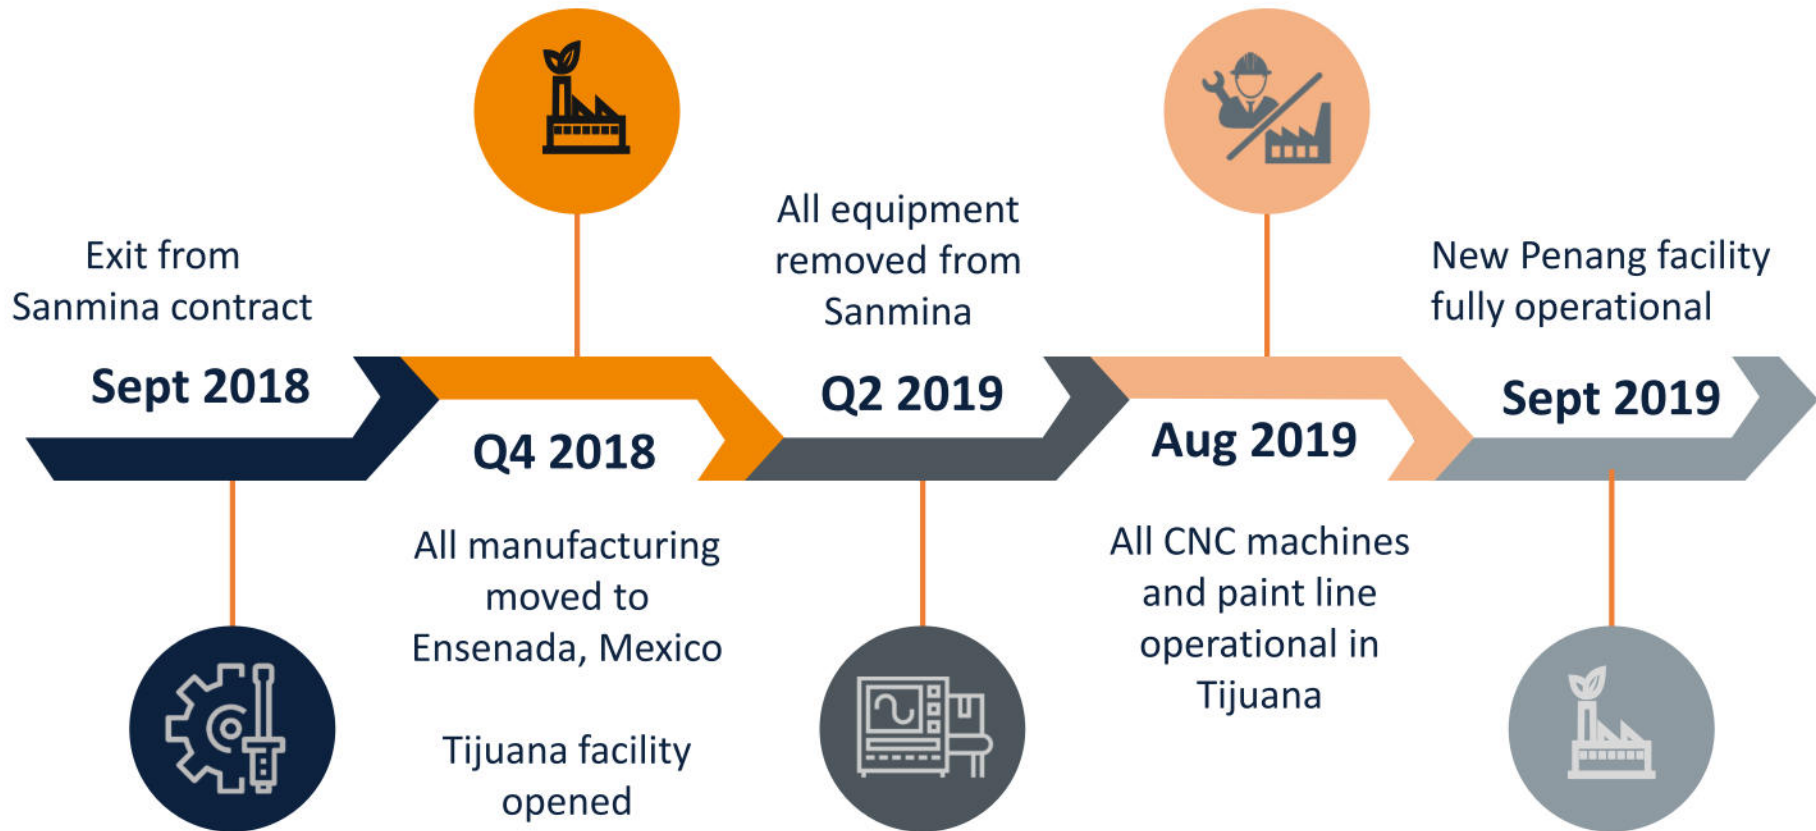 Exit from
Sanmina contract
Sept 2018
Q4 2018
All manufacturing
moved to
Ensenada, Mexico
Tijuana facility
opened
All equipment
removed from
Sanmina
Q2 2019
Aug 2019
All CNC machines
and paint line
operational in
Tijuana
New Penang facility
fully operational
Sept 2019